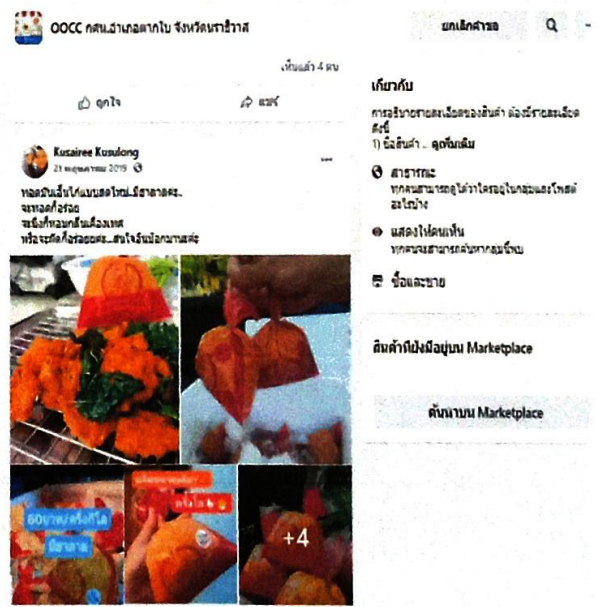 OOCC กศน.อำเภอตากใบ จังหวัดนราธิวาส
ยกเลิกคำขอ
เห็นแล้ว 4 คน
ถูกใจ
แชร์
Kusairee Kusulong
21 พฤษภาคม 2019
ทอดมันเอ็นไก่แบบสดใหม่..มีฮาลาลค่ะ..
จะทอดก็อร่อย
จะนึ่งก็หอมกลิ่นเครื่องเทศ
หรือจะผัดก็อร่อยค่ะ...สนใจอินบ๊อกมานะค่ะ
60บาท/ครึ่งกิโล
มีฮาลาล
ครึ่งโล
+4
เกี่ยวกับ
การอธิบายรายละเอียดของสินค้า ต้องมีรายละเอียด
ดังนี้
1) ชื่อสินค้า ... ดูเพิ่มเติม
สาธารณะ
ทุกคนสามารถดูได้ว่าใครอยู่ในกลุ่มและโพสต์
อะไรบ้าง
แสดงให้คนเห็น
ทุกคนจะสามารถค้นหากลุ่มนี้พบ
ซื้อและขาย
สินค้าที่ยังมีอยู่บน Marketplace
ค้นหาบน Marketplace